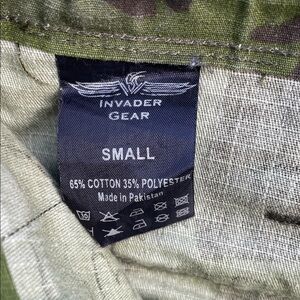 INVADER
GEAR
SMALL
65% COTTON 35% POLYESTER
Made in Pakistan